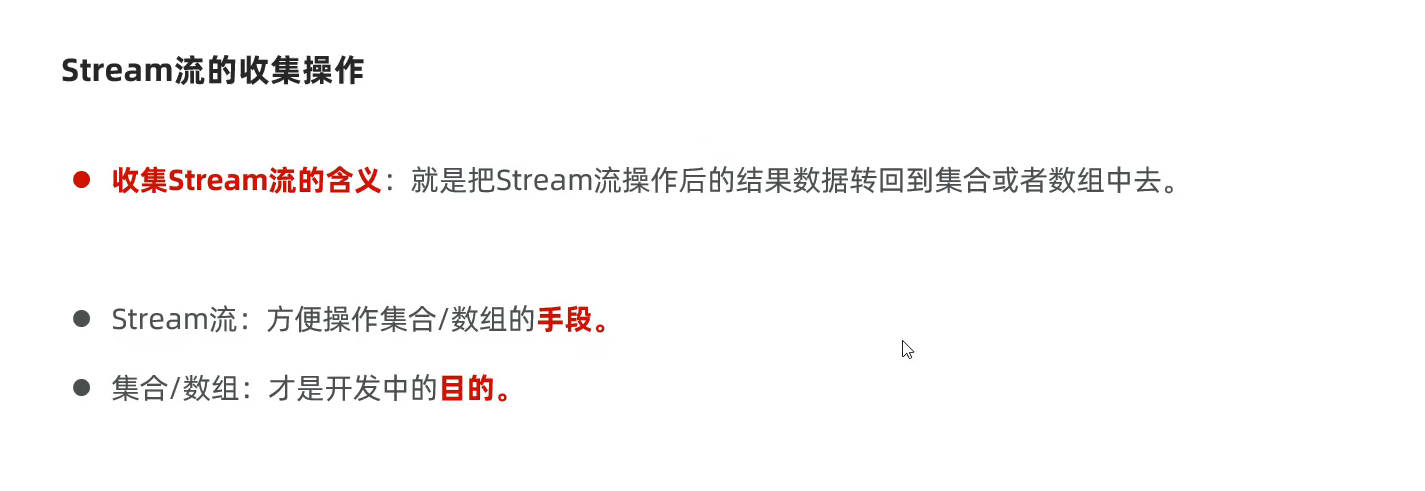 Stream流的收集操作
收集Stream流的含义：就是把Stream流操作后的结果数据转回到集合或者数组中去。
Stream流：方便操作集合/数组的手段。
集合/数组：才是开发中的目的。